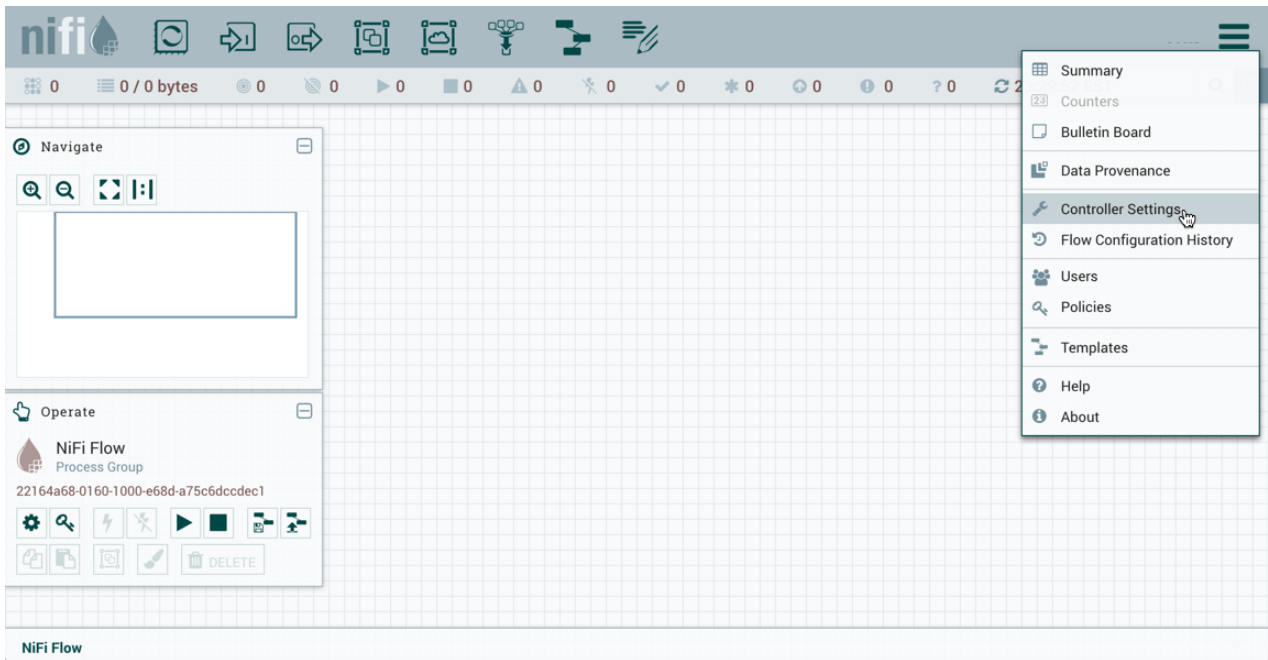 nifi
0 0 / 0 bytes 0 0 0 0 0 0 0 0 0 0 ? 0 2
Summary
23 Counters
Bulletin Board
Data Provenance
Controller Settings
Flow Configuration History
Users
Policies
Templates
Help
About
Navigate
Operate
NiFi Flow
Process Group
22164a68-0160-1000-e68d-a75c6dccdec1
DELETE
NiFi Flow